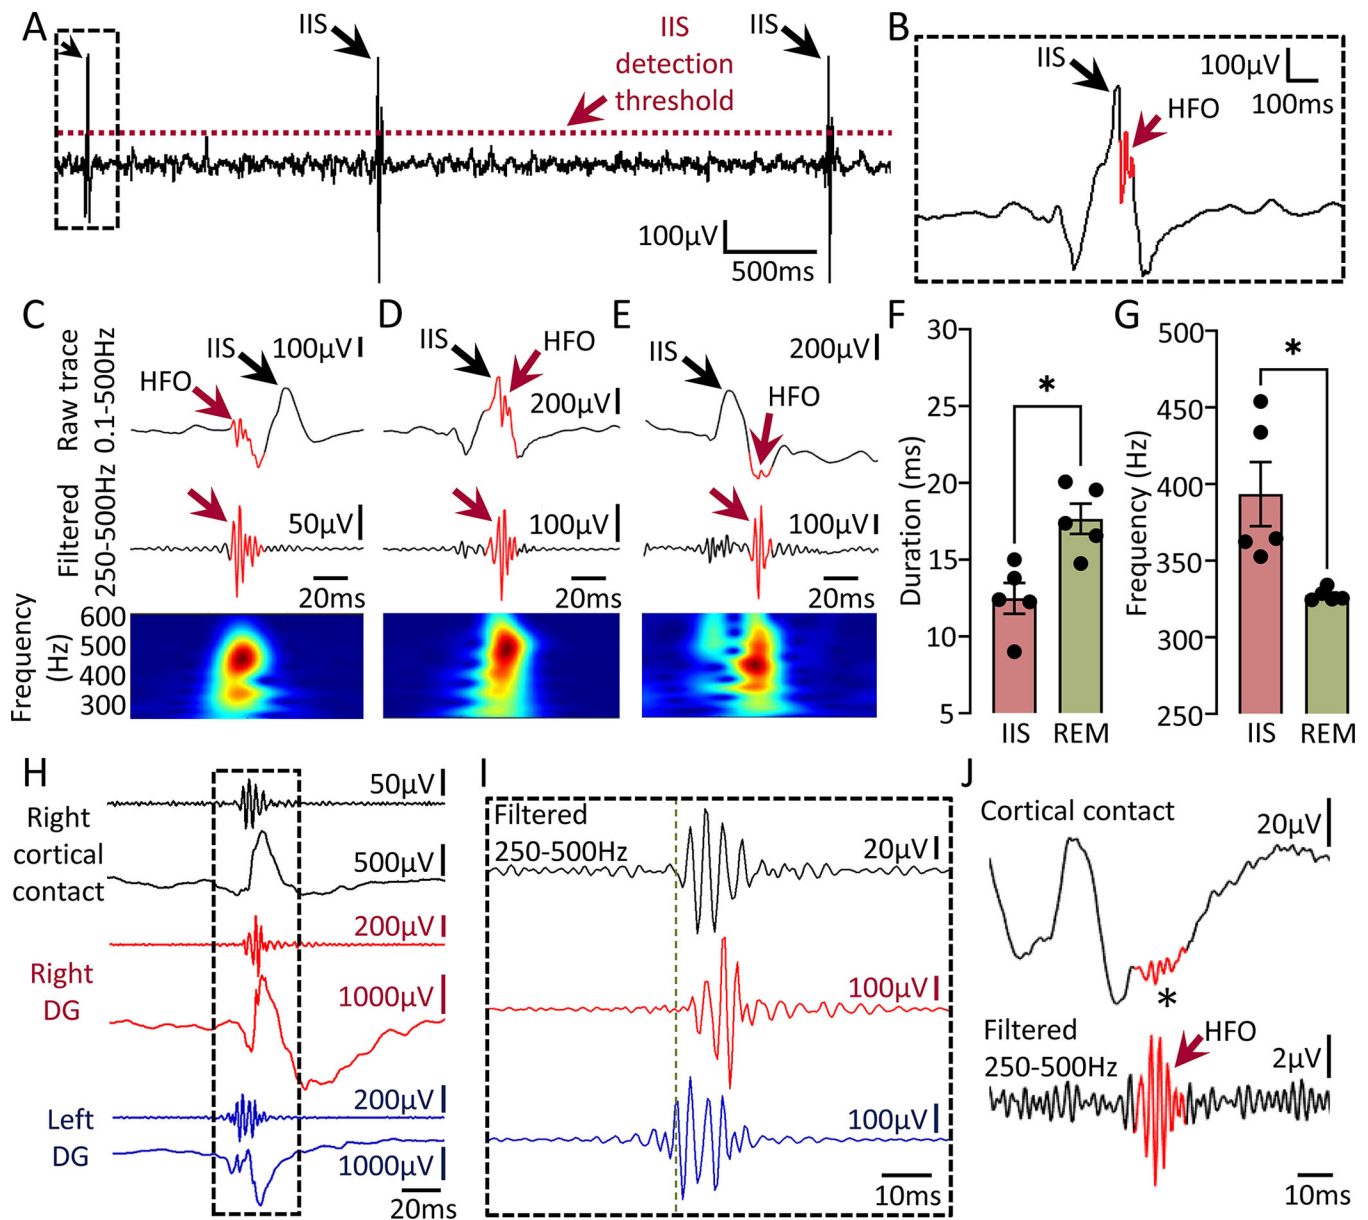 A
IIS
IIS
detection
threshold
IIS
100µV
500ms
B
IIS
HFO
100µV
100ms
C
Raw trace
0.1-500Hz
Filtered
250-500Hz
HFO
IIS
100µV
50µV
20ms
D
IIS
HFO
200µV
100µV
20ms
E
IIS
HFO
200µV
100µV
20ms
Frequency
(Hz)
600
500
400
300
F
Duration (ms)
30
25
20
15
10
5
*
IIS
REM
G
Frequency (Hz)
500
450
400
350
300
250
*
IIS
REM
H
Right
cortical
contact
50µV
500µV
Right
DG
200µV
1000µV
Left
DG
200µV
1000µV
20ms
I
Filtered
250-500Hz
20µV
100µV
100µV
10ms
J
Cortical contact
20µV
*
Filtered
250-500Hz
HFO
2µV
10ms